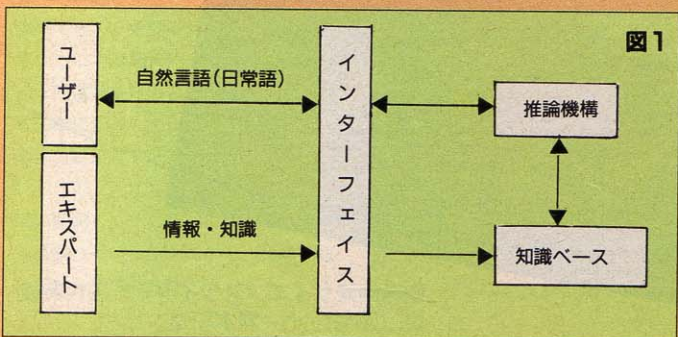 図1
ユーザー
自然言語(日常語)
インターフェイス
推論機構
エキスパート
情報・知識
知識ベース